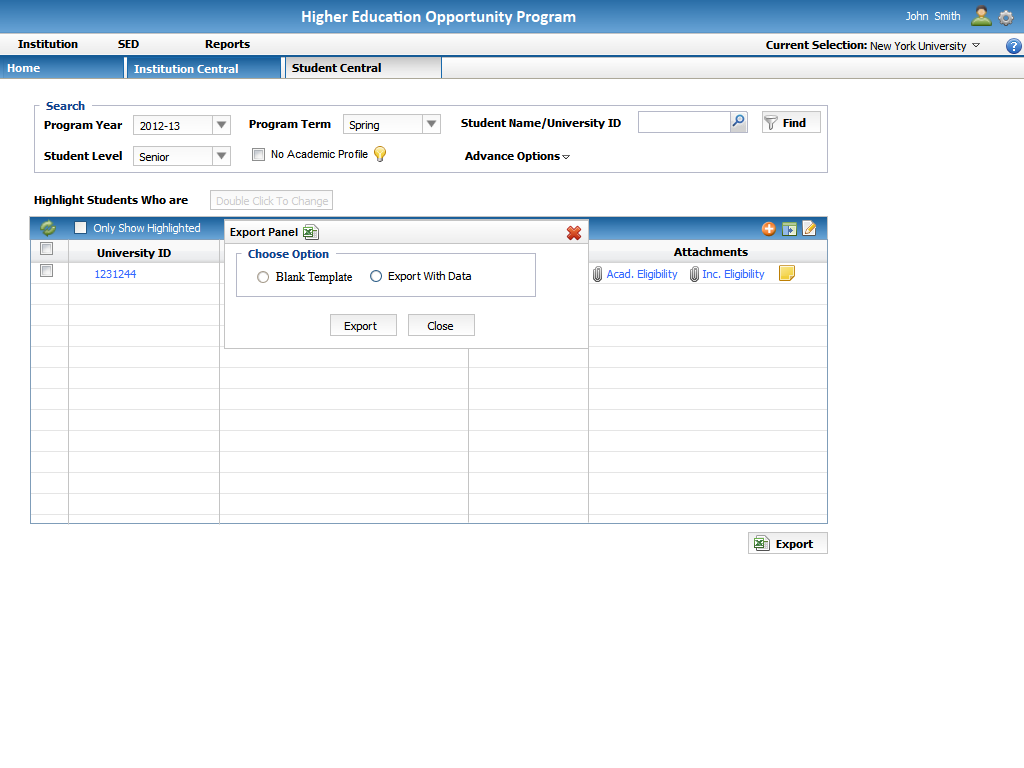 Higher Education Opportunity Program
John Smith
Institution SED Reports Current Selection: New York University ?
Home Institution Central Student Central
Search
Program Year 2012-13 Program Term Spring Student Name/University ID Find
Student Level Senior No Academic Profile Advance Options
Highlight Students Who are Double Click To Change
Only Show Highlighted Export Panel
University ID Choose Option Attachments
1231244 Blank Template Export With Data Acad. Eligibility Inc. Eligibility
Export Close
Export